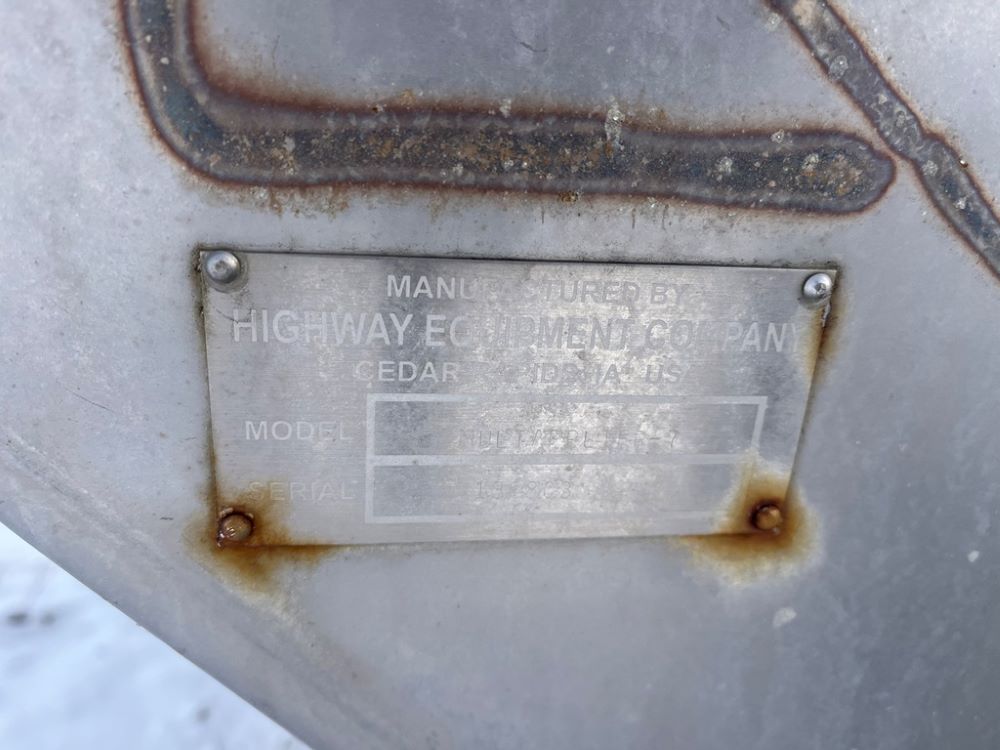 MANUFACTURED BY
HIGHWAY EQUIPMENT COMPANY
CEDAR RAPIDS IA USA
MODEL
SERIAL